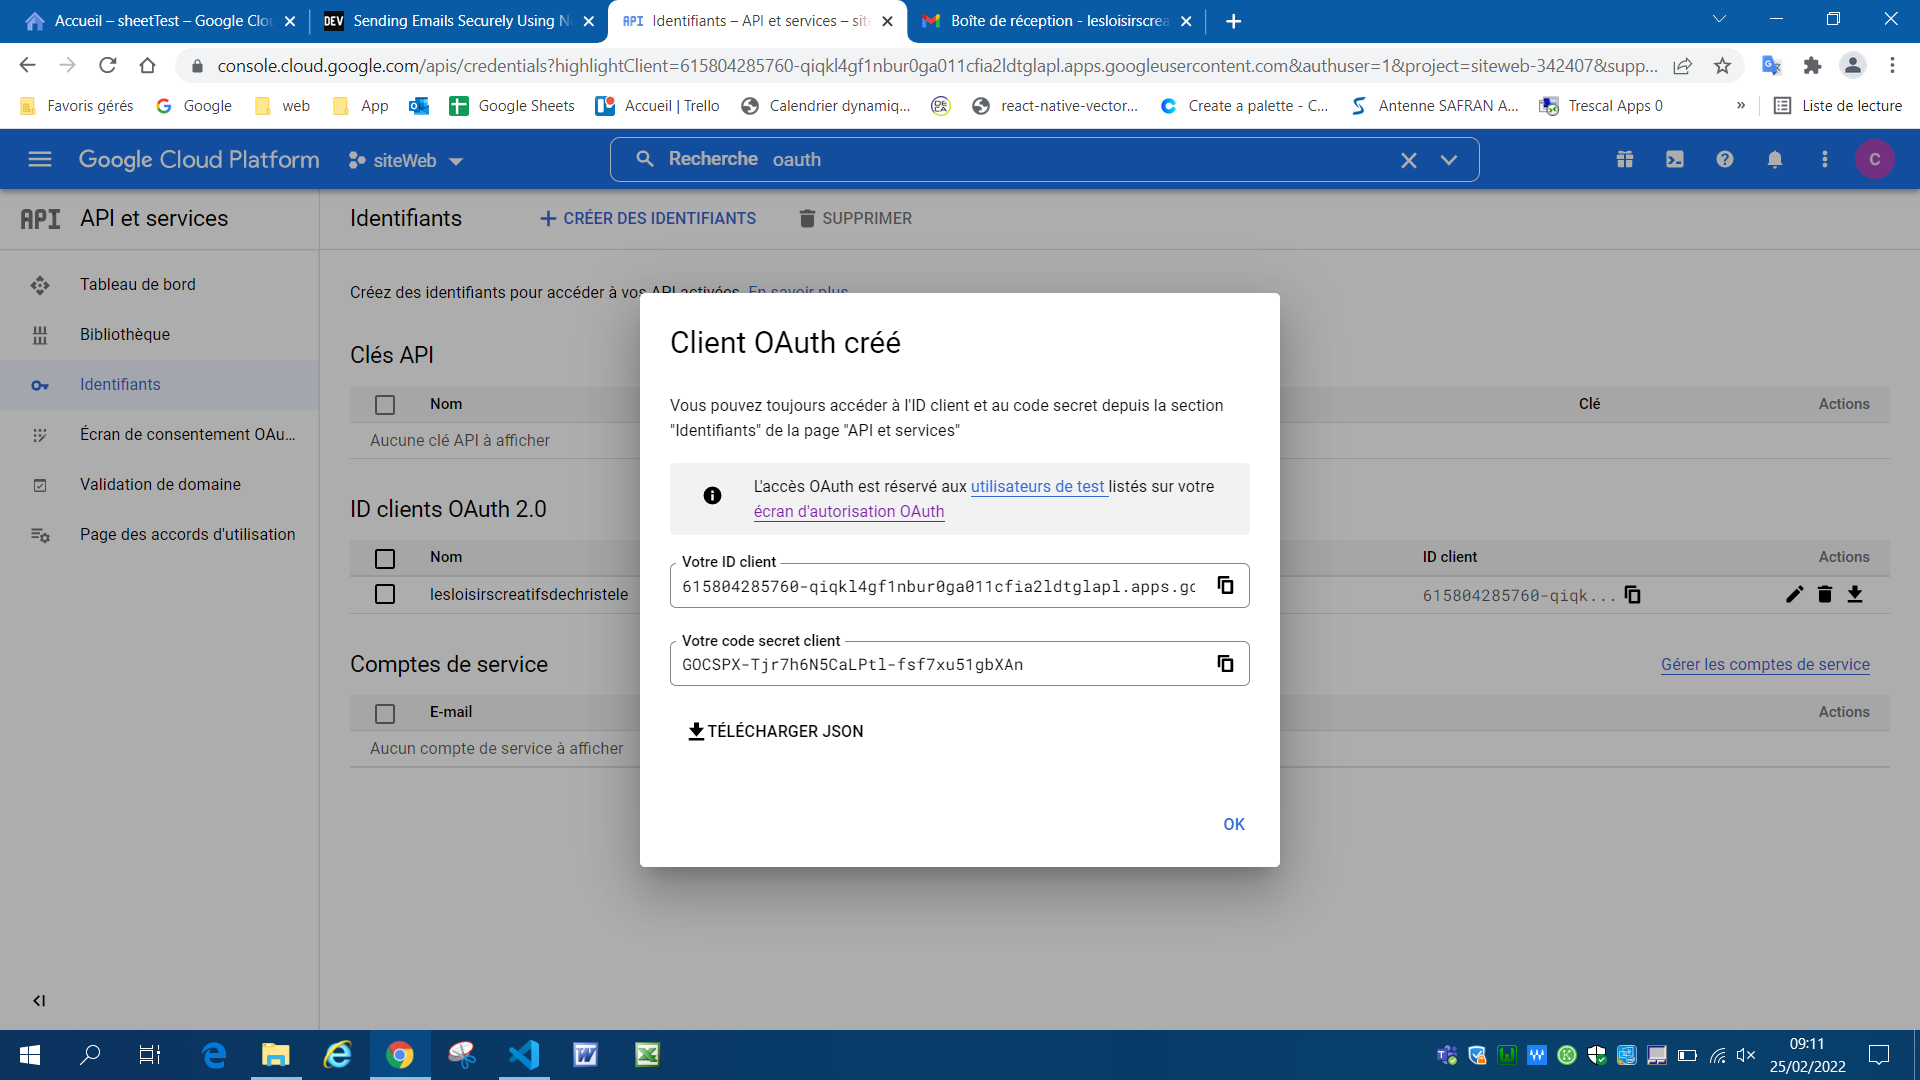 Accueil – sheetTest – Google Clou
Sending Emails Securely Using N
Identifiants – API et services – site
Boîte de réception - lesloisirscrea
console.cloud.google.com/apis/credentials?highlightClient=615804285760-qiqkl4gf1nbur0ga011cfia2ldtglapl.apps.googleusercontent.com&authuser=1&project=siteweb-342407&supp...
Favoris gérés
Google
web
App
Google Sheets
Accueil | Trello
Calendrier dynamiq...
react-native-vector...
Create a palette - C...
Antenne SAFRAN A...
Trescal Apps 0
»
Liste de lecture
Google Cloud Platform
siteWeb
Recherche oauth
C
API API et services
Identifiants
+ CRÉER DES IDENTIFIANTS
SUPPRIMER
Tableau de bord
Bibliothèque
Identifiants
Écran de consentement OAu...
Validation de domaine
Page des accords d'utilisation
Créez des identifiants pour accéder à vos API activées. En savoir plus
Clés API
Nom
Clé
Actions
Aucune clé API à afficher
ID clients OAuth 2.0
Nom
ID client
Actions
lesloisirscreatifsdechristele
615804285760-qiqk...
Comptes de service
Gérer les comptes de service
E-mail
Actions
Aucun compte de service à afficher
Client OAuth créé
Vous pouvez toujours accéder à l'ID client et au code secret depuis la section
"Identifiants" de la page "API et services"
L'accès OAuth est réservé aux utilisateurs de test listés sur votre
écran d'autorisation OAuth
Votre ID client
615804285760-qiqkl4gf1nbur0ga011cfia2ldtglapl.apps.gc
Votre code secret client
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
TÉLÉCHARGER JSON
OK
09:11
25/02/2022